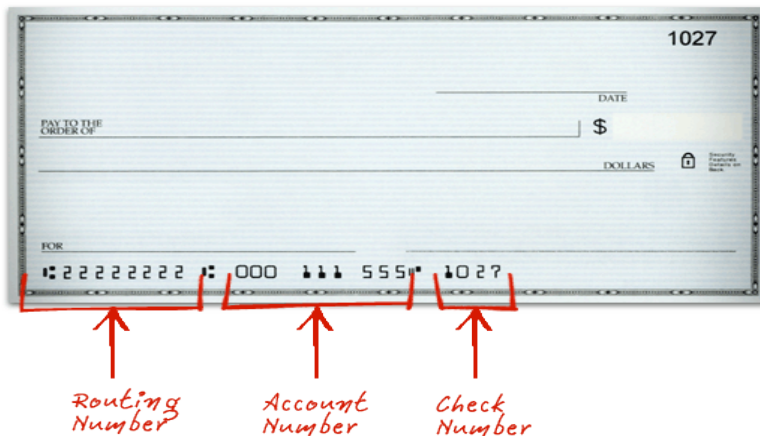 1027
DATE
PAY TO THE
ORDER OF
$
DOLLARS
Security
Features
Details on
Back
FOR
⑆222222222⑆ 000 111 555⑈ 1027
Routing
Number
Account
Number
Check
Number